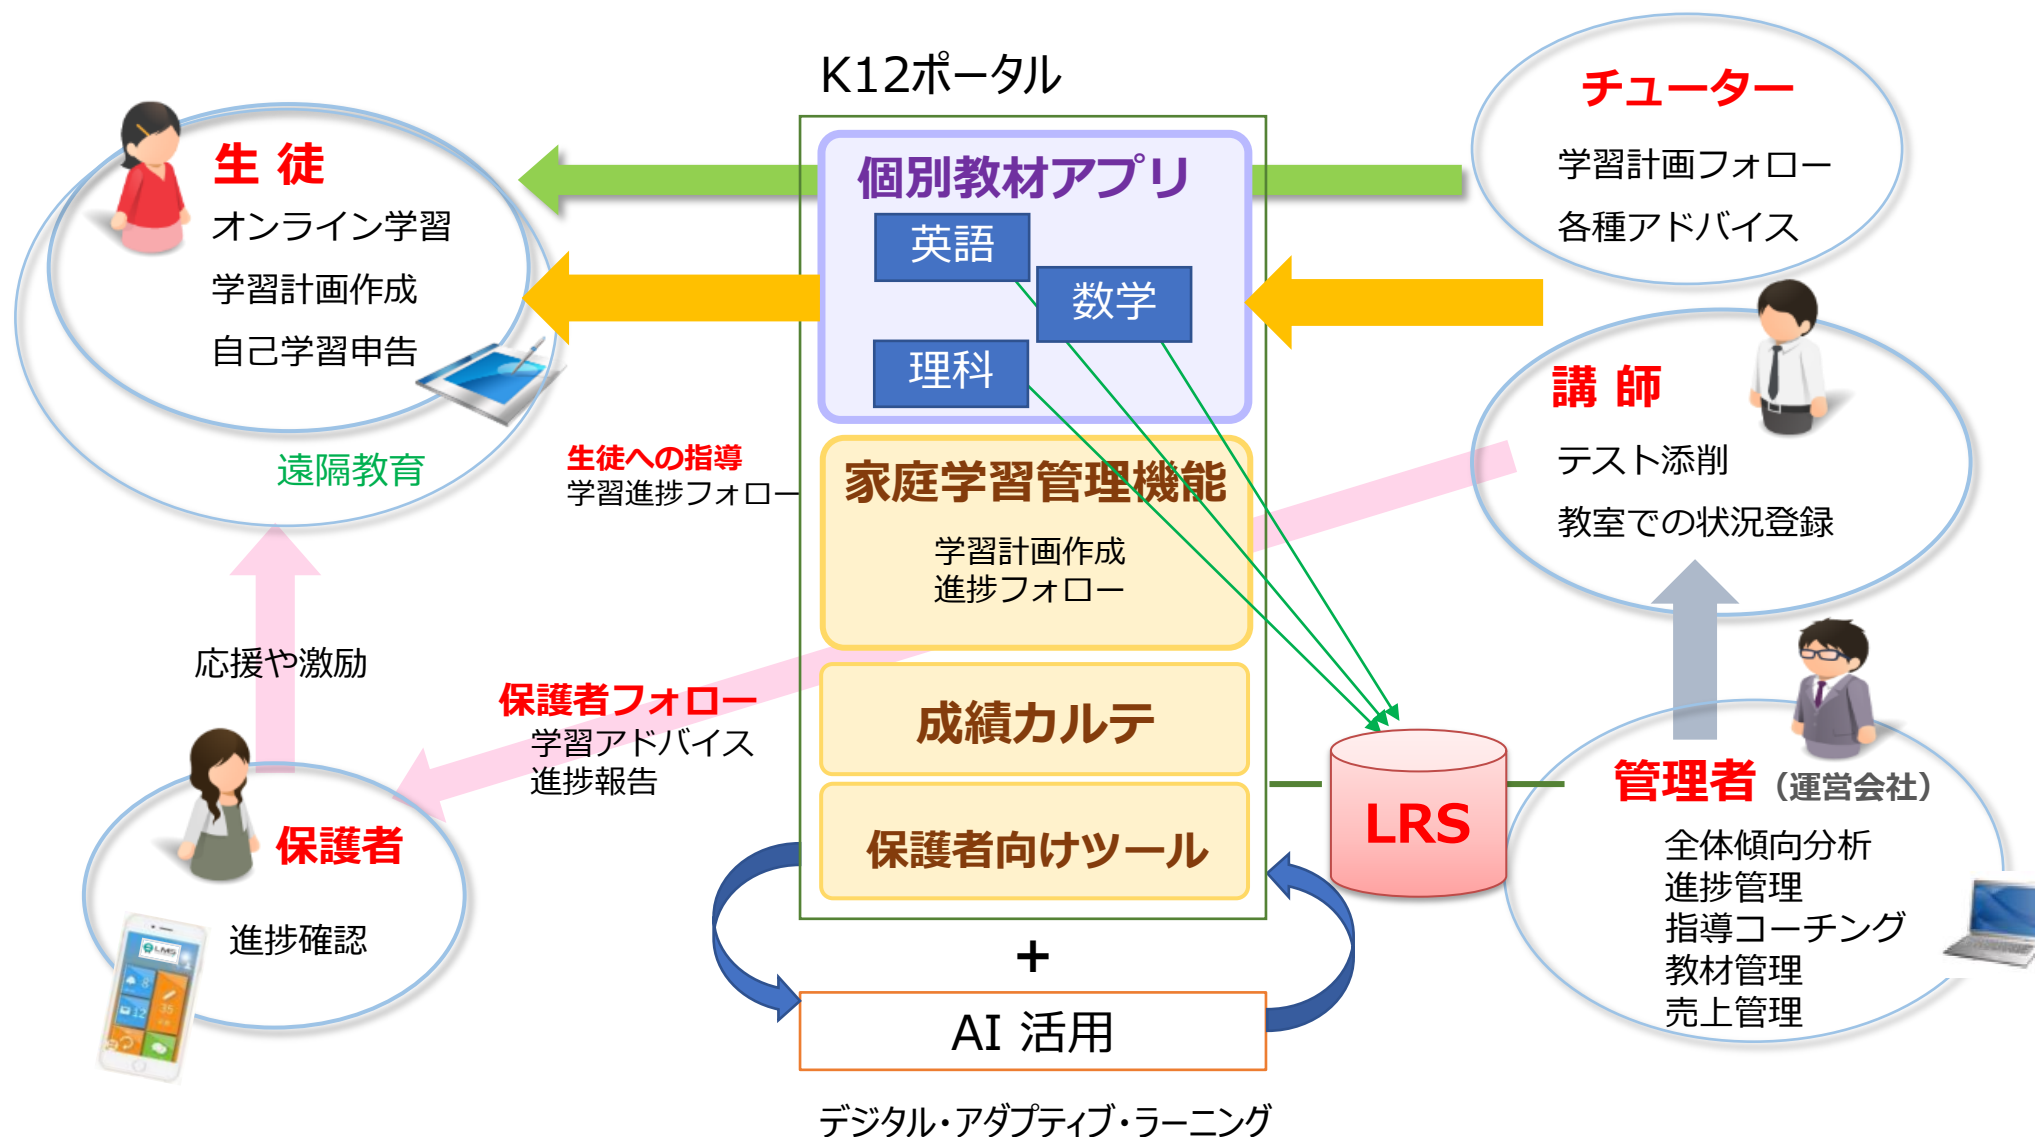 K12ポータル
チューター
学習計画フォロー
各種アドバイス
生 徒
オンライン学習
学習計画作成
自己学習申告
遠隔教育
個別教材アプリ
英語
数学
理科
講 師
テスト添削
教室での状況登録
生徒への指導
学習進捗フォロー
家庭学習管理機能
学習計画作成
進捗フォロー
応援や激励
保護者フォロー
学習アドバイス
進捗報告
成績カルテ
保護者向けツール
LRS
管理者（運営会社）
全体傾向分析
進捗管理
指導コーチング
教材管理
売上管理
保護者
進捗確認
LMS
8
35
12
+
AI 活用
デジタル・アダプティブ・ラーニング